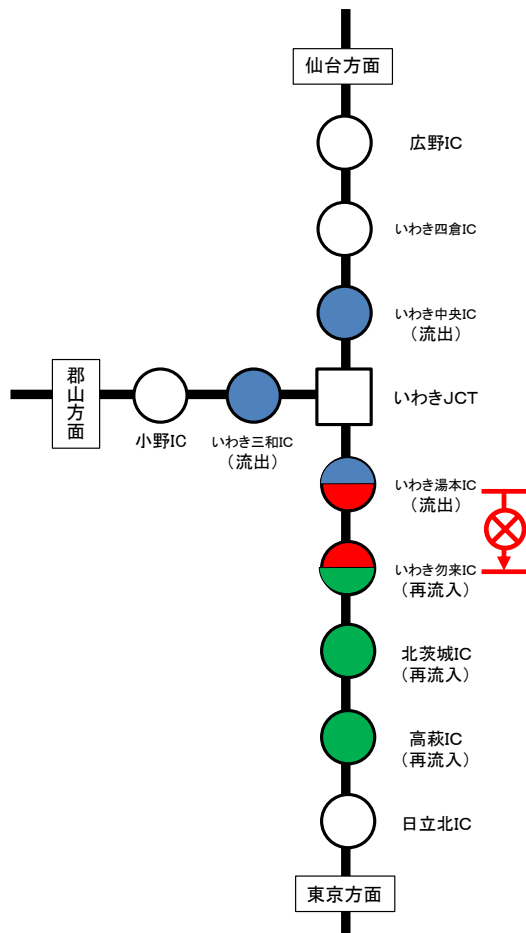 仙台方面
広野IC
いわき四倉IC
いわき中央IC
（流出）
いわきJCT
郡山方面
小野IC
いわき三和IC
（流出）
いわき湯本IC
（流出）
いわき勿来IC
（再流入）
北茨城IC
（再流入）
高萩IC
（再流入）
日立北IC
東京方面